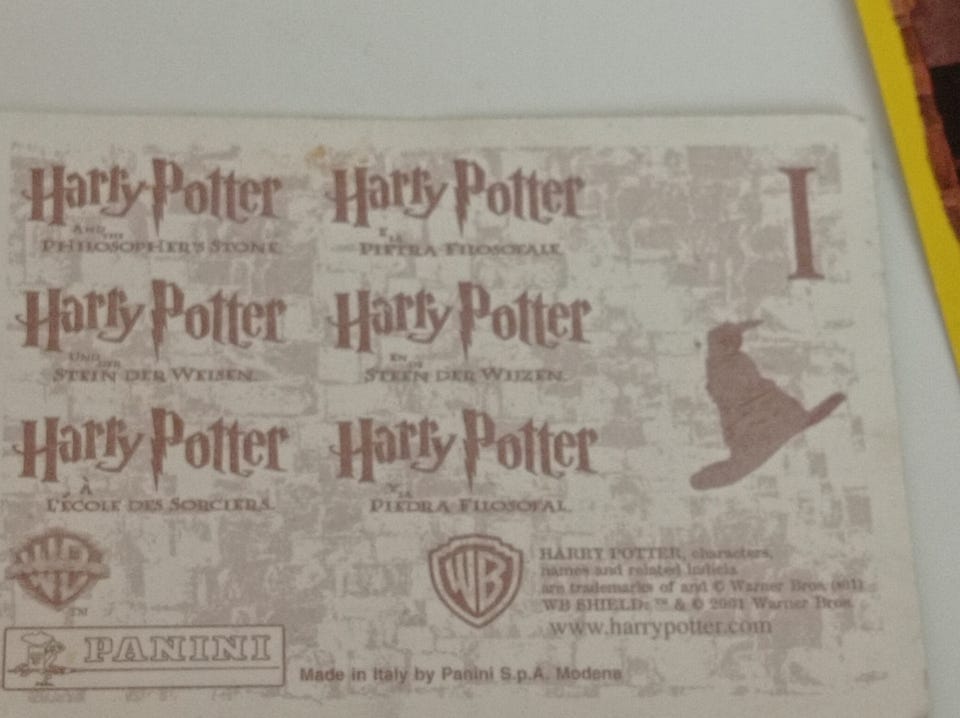 Harry Potter
AND THE
PHILOSOPHER'S STONE
Harry Potter
E LA
PIETRA FILOSOFALE
I
Harry Potter
UND DER
STEIN DER WEISEN
Harry Potter
EN DE
STEEN DER WIJZEN
Harry Potter
À
L'ÉCOLE DES SORCIERS
Harry Potter
Y LA
PIEDRA FILOSOFAL
TM
WB
HARRY POTTER, characters,
names and related indicia
are trademarks of and © Warner Bros.
WB SHIELD: ™ & © 2001 Warner Bros.
www.harrypotter.com
PANINI
Made in Italy by Panini S.p.A. Modena